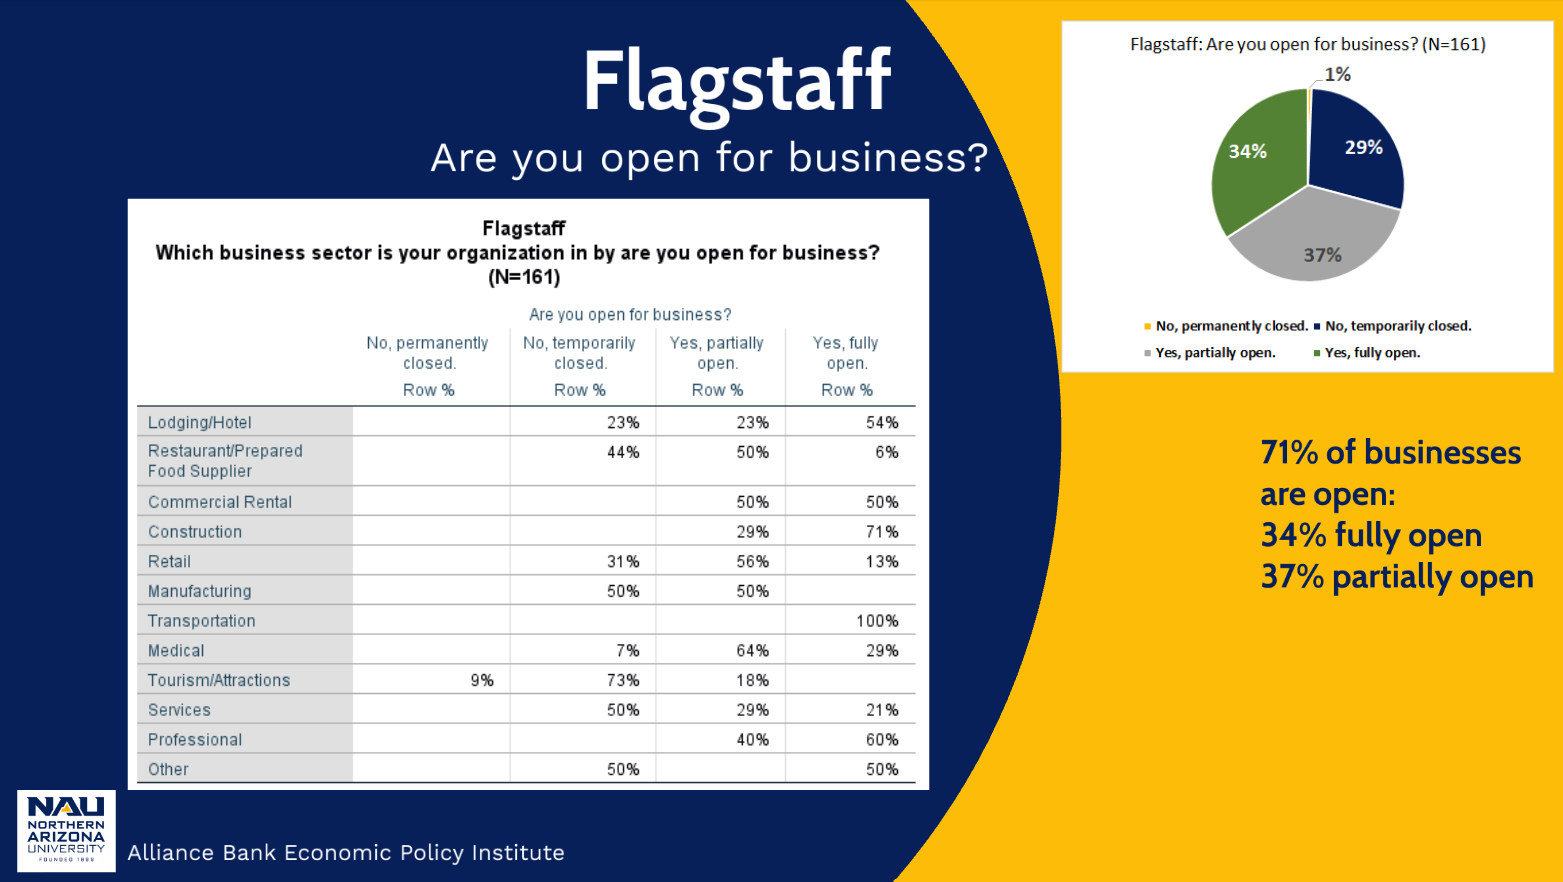 Flagstaff
Are you open for business?
Flagstaff
Which business sector is your organization in by are you open for business?
(N=161)
Are you open for business?
No, permanently closed. No, temporarily closed. Yes, partially open. Yes, fully open.
Row % Row % Row % Row %
Lodging/Hotel 23% 23% 54%
Restaurant/Prepared Food Supplier 44% 50% 6%
Commercial Rental 50% 50%
Construction 29% 71%
Retail 31% 56% 13%
Manufacturing 50% 50%
Transportation 100%
Medical 7% 64% 29%
Tourism/Attractions 9% 73% 18%
Services 50% 29% 21%
Professional 40% 60%
Other 50% 50%
Flagstaff: Are you open for business? (N=161)
1%
34% 29%
37%
No, permanently closed. No, temporarily closed.
Yes, partially open. Yes, fully open.
71% of businesses
are open:
34% fully open
37% partially open
NAU
NORTHERN
ARIZONA
UNIVERSITY
FOUNDED 1899
Alliance Bank Economic Policy Institute